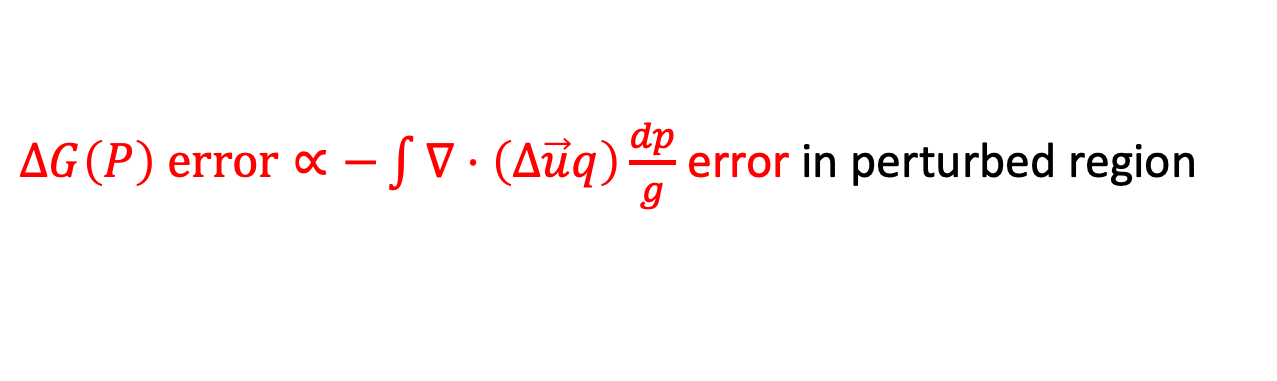 Δ𝐺(𝑃) error ∝ − ∫ ∇ · (Δ𝑢⃗𝑞) 𝑑𝑝/𝑔 error in perturbed region